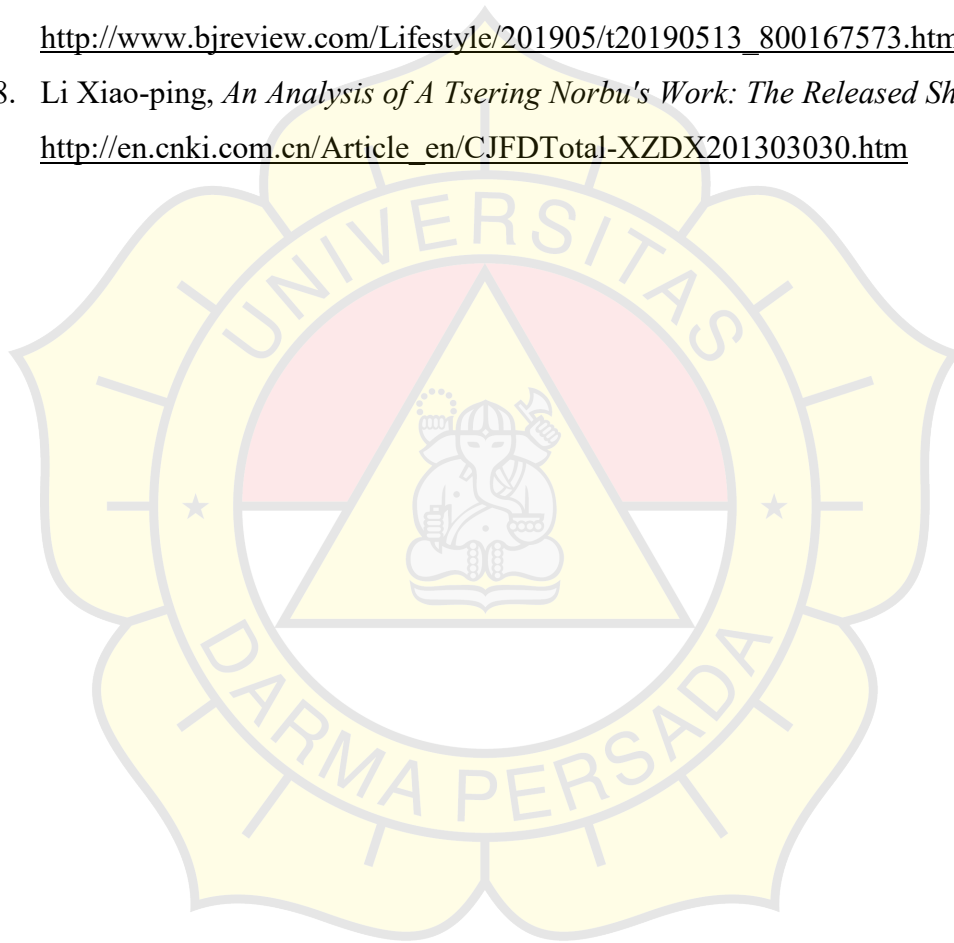 http://www.bjreview.com/Lifestyle/201905/t20190513_800167573.htm
8. Li Xiao-ping, An Analysis of A Tsering Norbu's Work: The Released Sh
http://en.cnki.com.cn/Article_en/CJFDTotal-XZDX201303030.htm
UNIVERSITAS
DARMA PERSADA